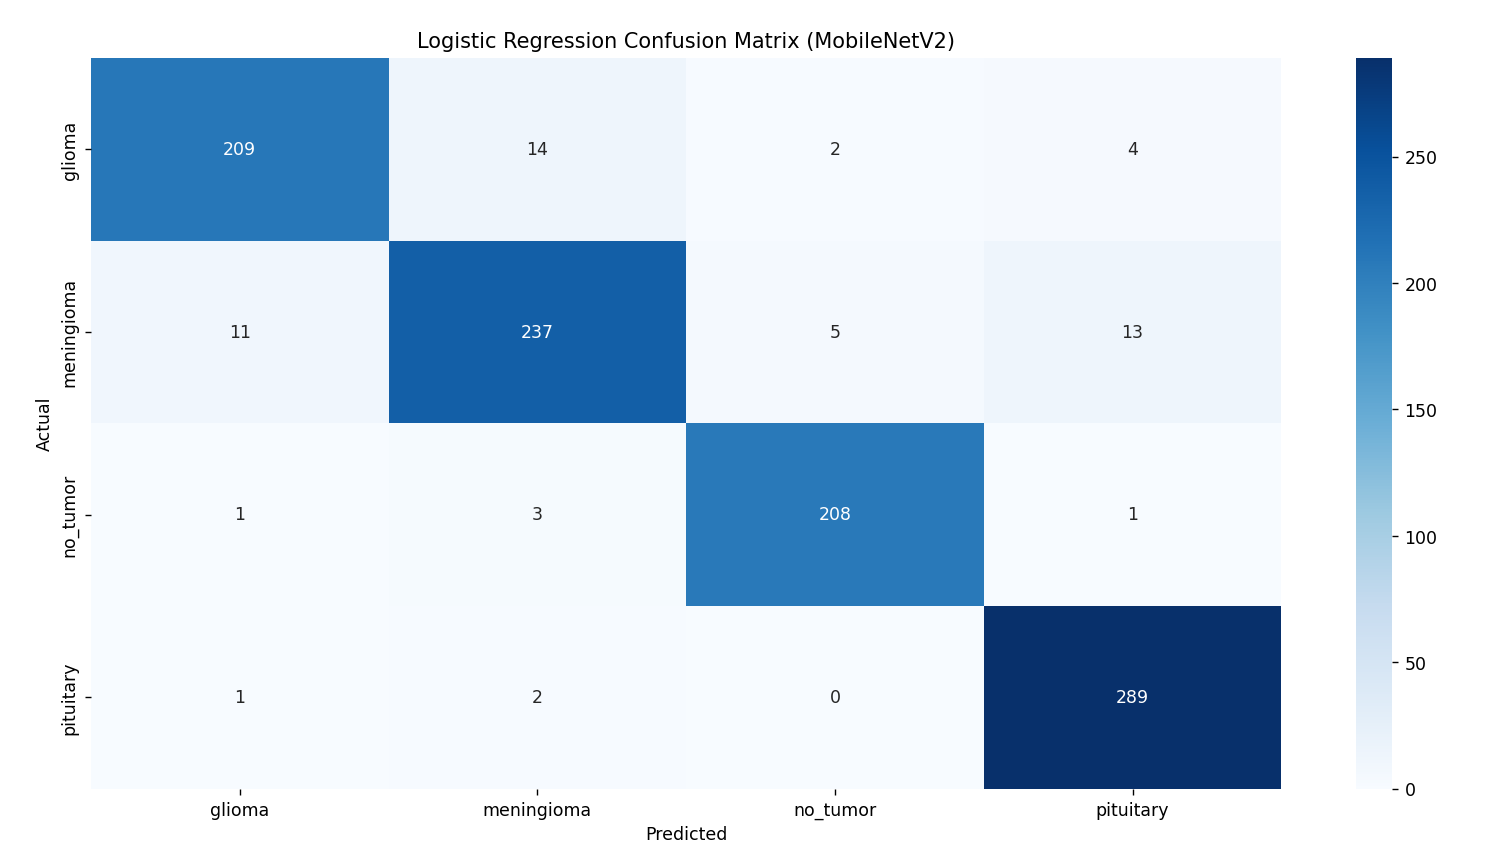 Logistic Regression Confusion Matrix (MobileNetV2)
glioma 209 14 2 4
meningioma 11 237 5 13
no_tumor 1 3 208 1
pituitary 1 2 0 289
Actual
glioma meningioma no_tumor pituitary
Predicted
250
200
150
100
50
0